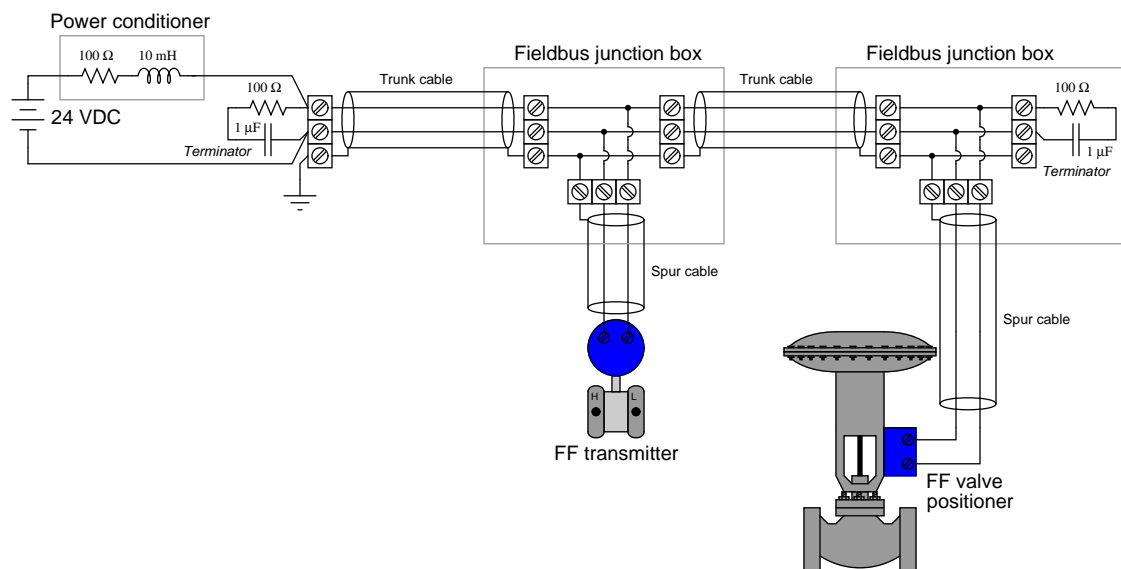 Power conditioner
100 Ω
10 mH
24 VDC
100 Ω
1 μF
Terminator
Trunk cable
Fieldbus junction box
Spur cable
H
L
FF transmitter
Trunk cable
Fieldbus junction box
100 Ω
1 μF
Terminator
Spur cable
FF valve
positioner